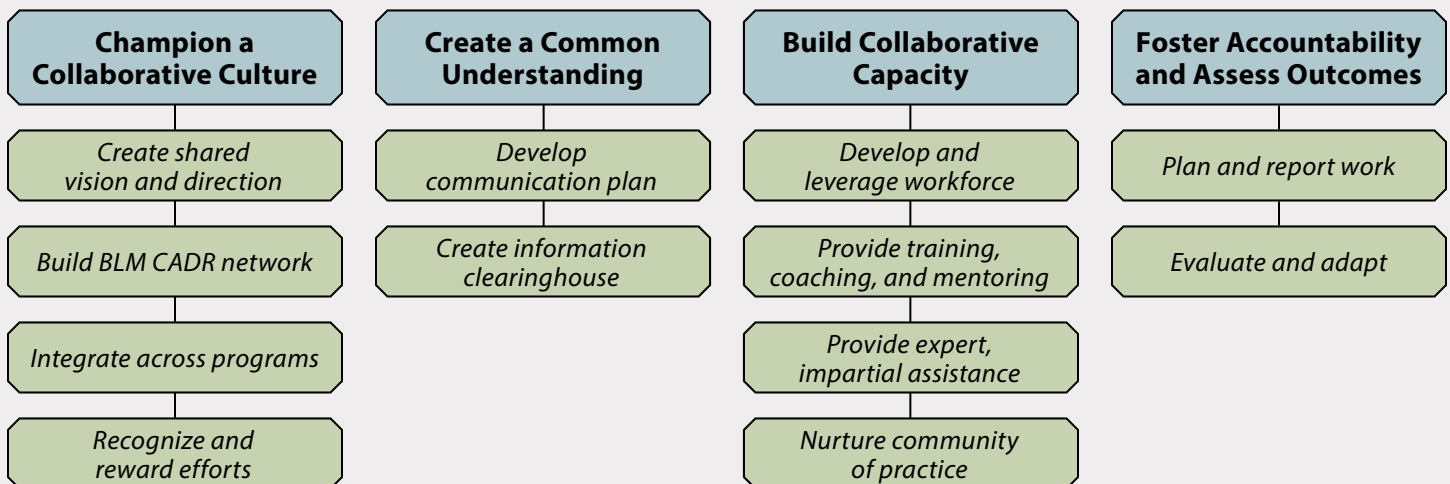 Champion a
Collaborative Culture
Create shared
vision and direction
Build BLM CADR network
Integrate across programs
Recognize and
reward efforts
Create a Common
Understanding
Develop
communication plan
Create information
clearinghouse
Build Collaborative
Capacity
Develop and
leverage workforce
Provide training,
coaching, and mentoring
Provide expert,
impartial assistance
Nurture community
of practice
Foster Accountability
and Assess Outcomes
Plan and report work
Evaluate and adapt